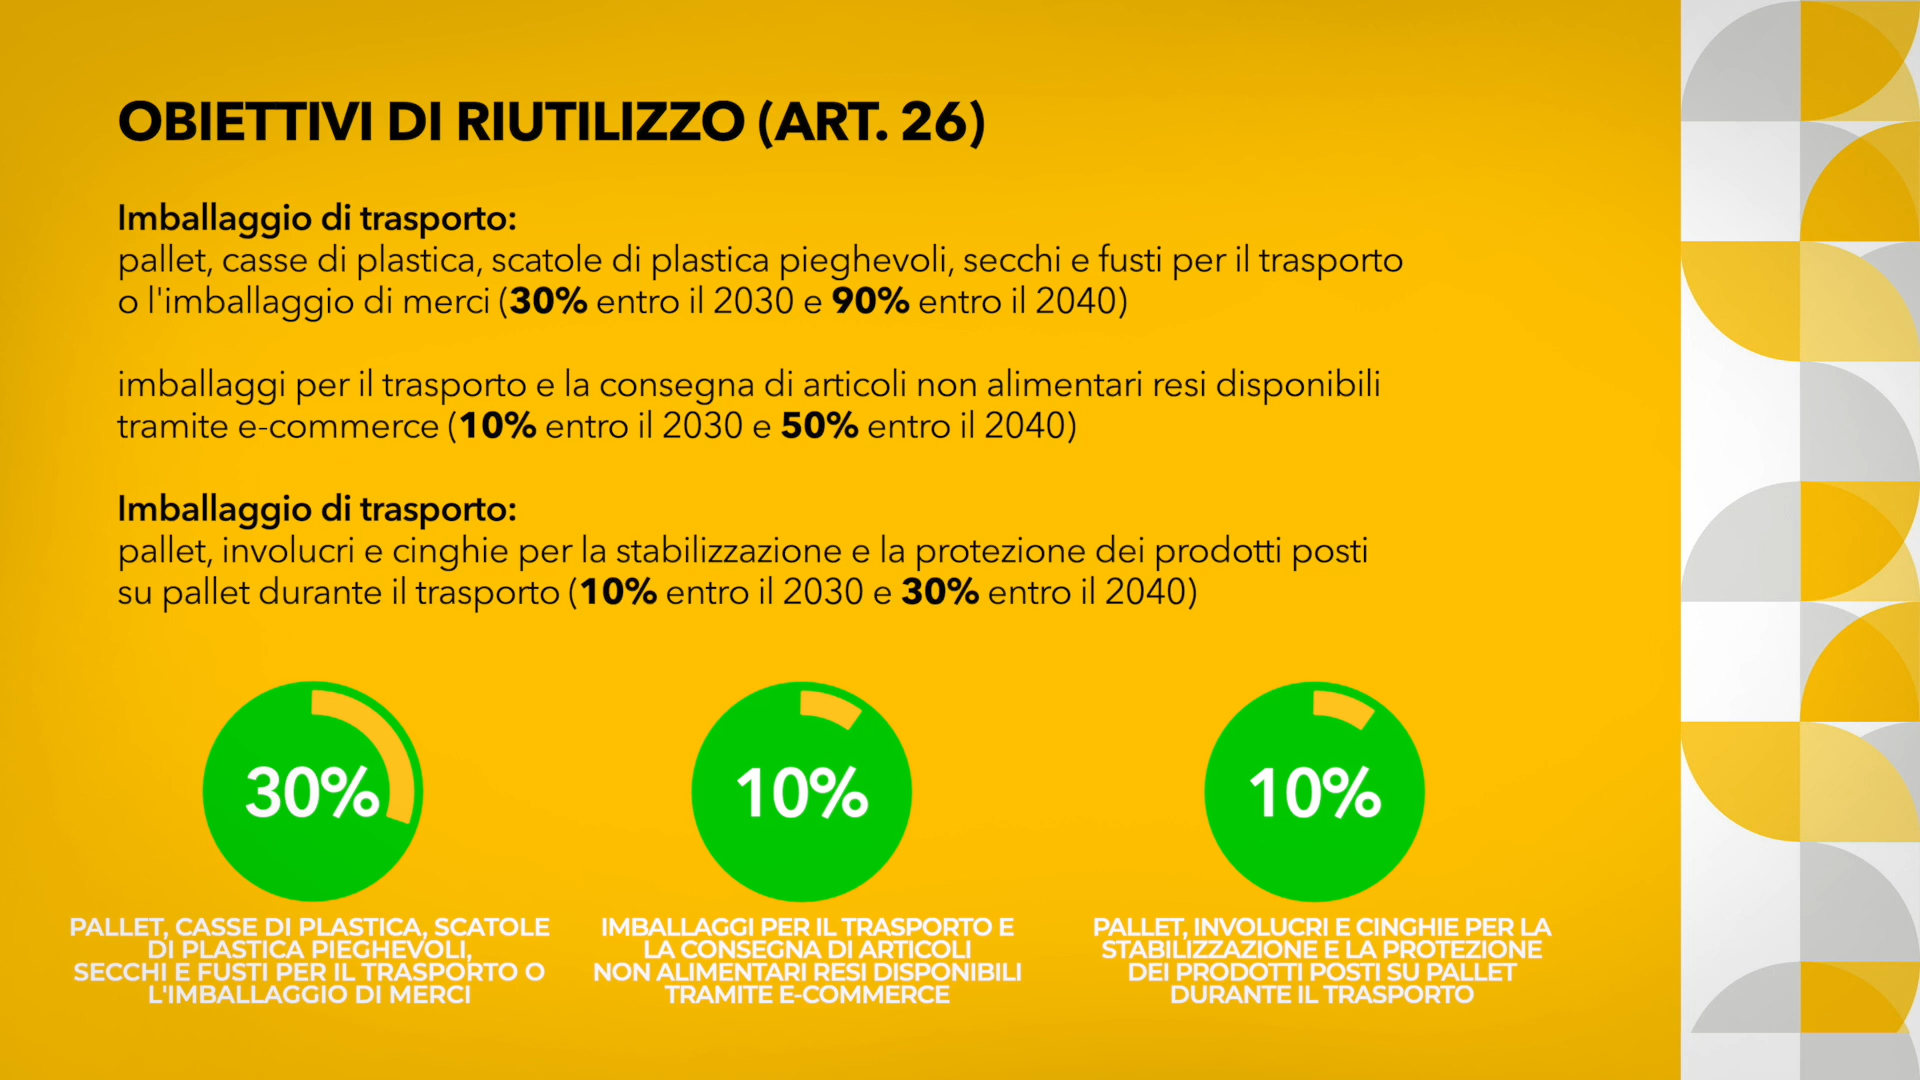 OBIETTIVI DI RIUTILIZZO (ART. 26)
Imballaggio di trasporto:
pallet, casse di plastica, scatole di plastica pieghevoli, secchi e fusti per il trasporto
o l'imballaggio di merci (30% entro il 2030 e 90% entro il 2040)
imballaggi per il trasporto e la consegna di articoli non alimentari resi disponibili
tramite e-commerce (10% entro il 2030 e 50% entro il 2040)
Imballaggio di trasporto:
pallet, involucri e cinghie per la stabilizzazione e la protezione dei prodotti posti
su pallet durante il trasporto (10% entro il 2030 e 30% entro il 2040)
30%
PALLET, CASSE DI PLASTICA, SCATOLE
DI PLASTICA PIEGHEVOLI,
SECCHI E FUSTI PER IL TRASPORTO O
L'IMBALLAGGIO DI MERCI
10%
IMBALLAGGI PER IL TRASPORTO E
LA CONSEGNA DI ARTICOLI
NON ALIMENTARI RESI DISPONIBILI
TRAMITE E-COMMERCE
10%
PALLET, INVOLUCRI E CINGHIE PER LA
STABILIZZAZIONE E LA PROTEZIONE
DEI PRODOTTI POSTI SU PALLET
DURANTE IL TRASPORTO